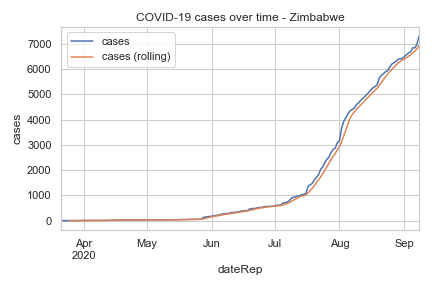 COVID-19 cases over time - Zimbabwe
cases
cases (rolling)
cases
7000
6000
5000
4000
3000
2000
1000
0
Apr May Jun Jul Aug Sep
2020
dateRep